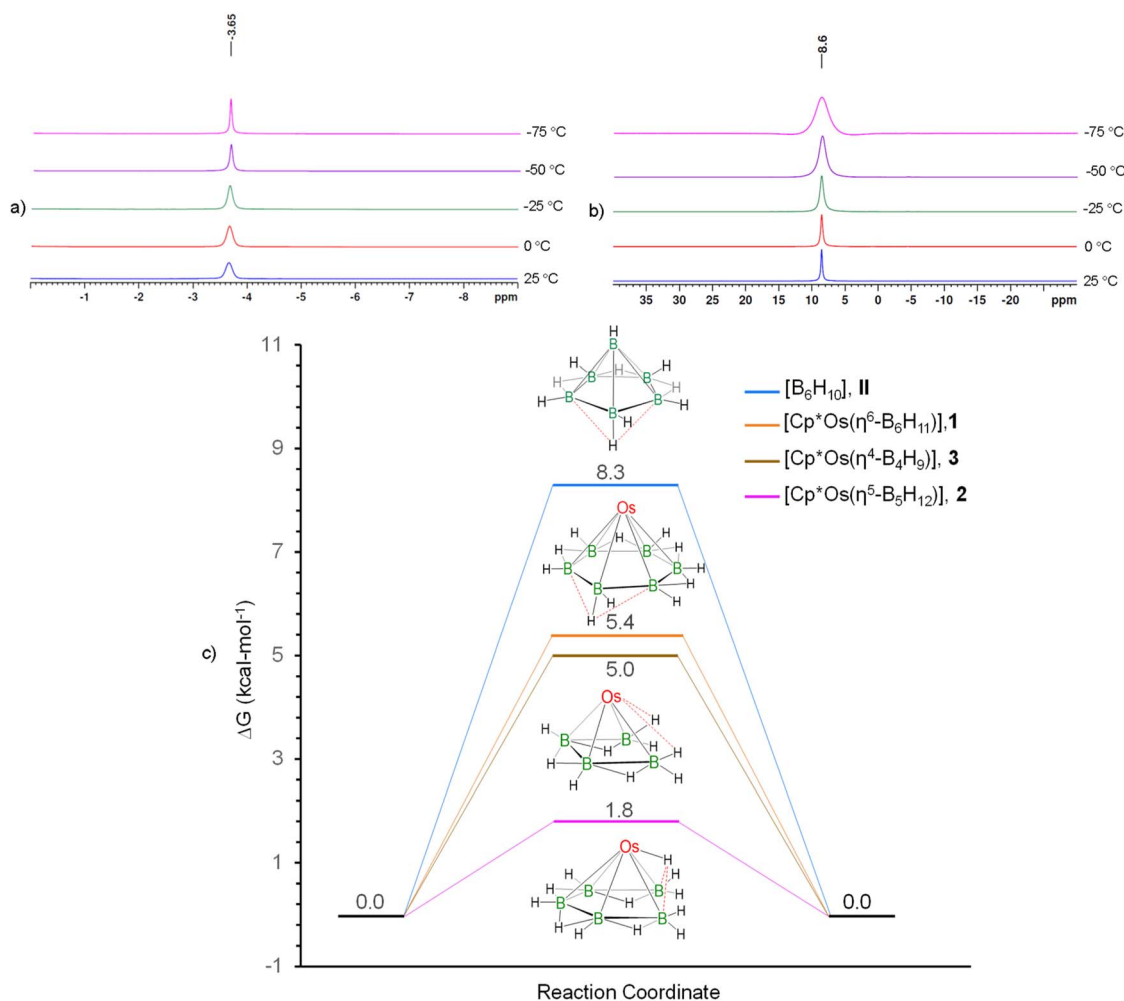 -3.65
-75 °C
-50 °C
-25 °C
0 °C
25 °C
a)
-1 -2 -3 -4 -5 -6 -7 -8 ppm
8.6
-75 °C
-50 °C
-25 °C
0 °C
25 °C
b)
35 30 25 20 15 10 5 0 -5 -10 -15 -20 ppm
c)
ΔG (kcal-mol⁻¹)
11
9
7
5
3
1
-1
[B₆H₁₀], II
[Cp*Os(η⁶-B₆H₁₁)],1
[Cp*Os(η⁴-B₄H₉)], 3
[Cp*Os(η⁵-B₅H₁₂)], 2
H
B
H H H
H B B H
H B B H
B H
H
8.3
Os
H H H
H B B H
H B B H
B B H
H H H
5.4
5.0
Os
H H
H B B H
H H
H B B H
H H
1.8
Os H
H H
B B H
H B H H
B B
H H H H
0.0
0.0
Reaction Coordinate